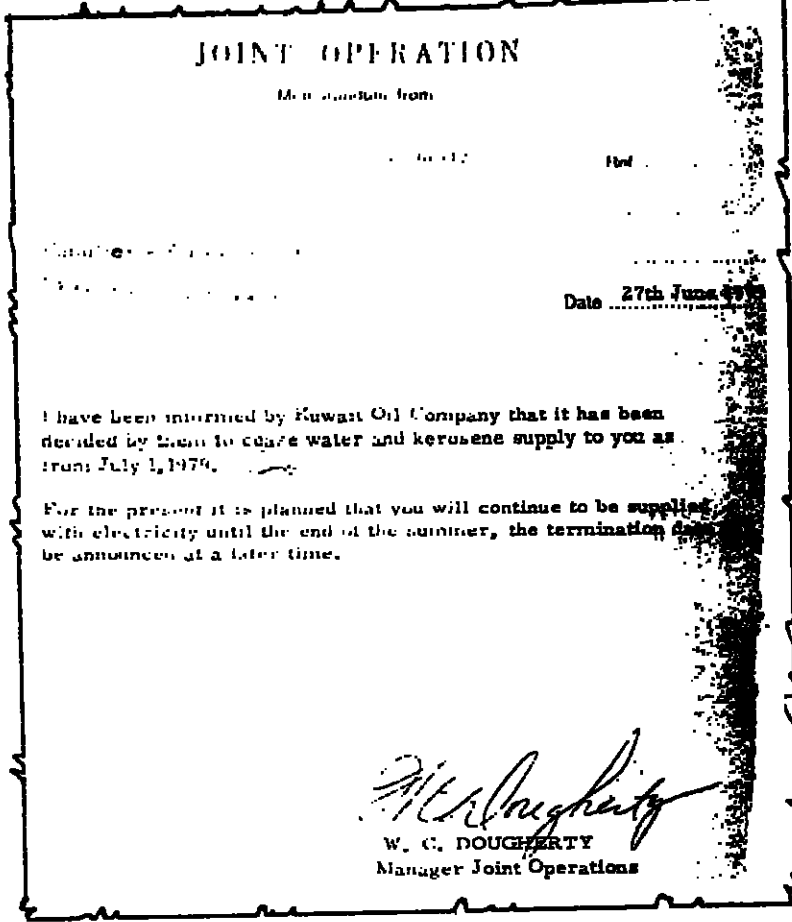 JOINT OPERATION
Memorandum from
Ref
Date 27th June
I have been informed by Kuwait Oil Company that it has been
decided by them to cease water and kerosene supply to you as
from July 1, 1979.
For the present it is planned that you will continue to be supplied
with electricity until the end of the summer, the termination date
be announced at a later time.
W. C. DOUGHERTY
Manager Joint Operations